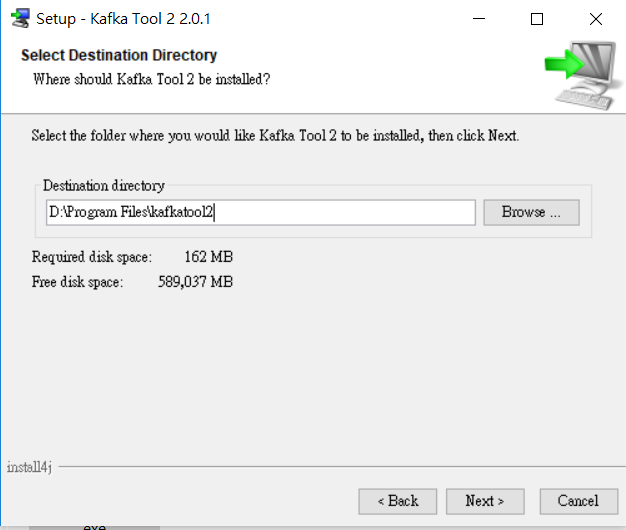 Setup - Kafka Tool 2 2.0.1
Select Destination Directory
Where should Kafka Tool 2 be installed?
Select the folder where you would like Kafka Tool 2 to be installed, then click Next.
Destination directory
D:\Program Files\kafkatool2
Browse ...
Required disk space: 162 MB
Free disk space: 589,037 MB
install4j
< Back Next > Cancel
exe